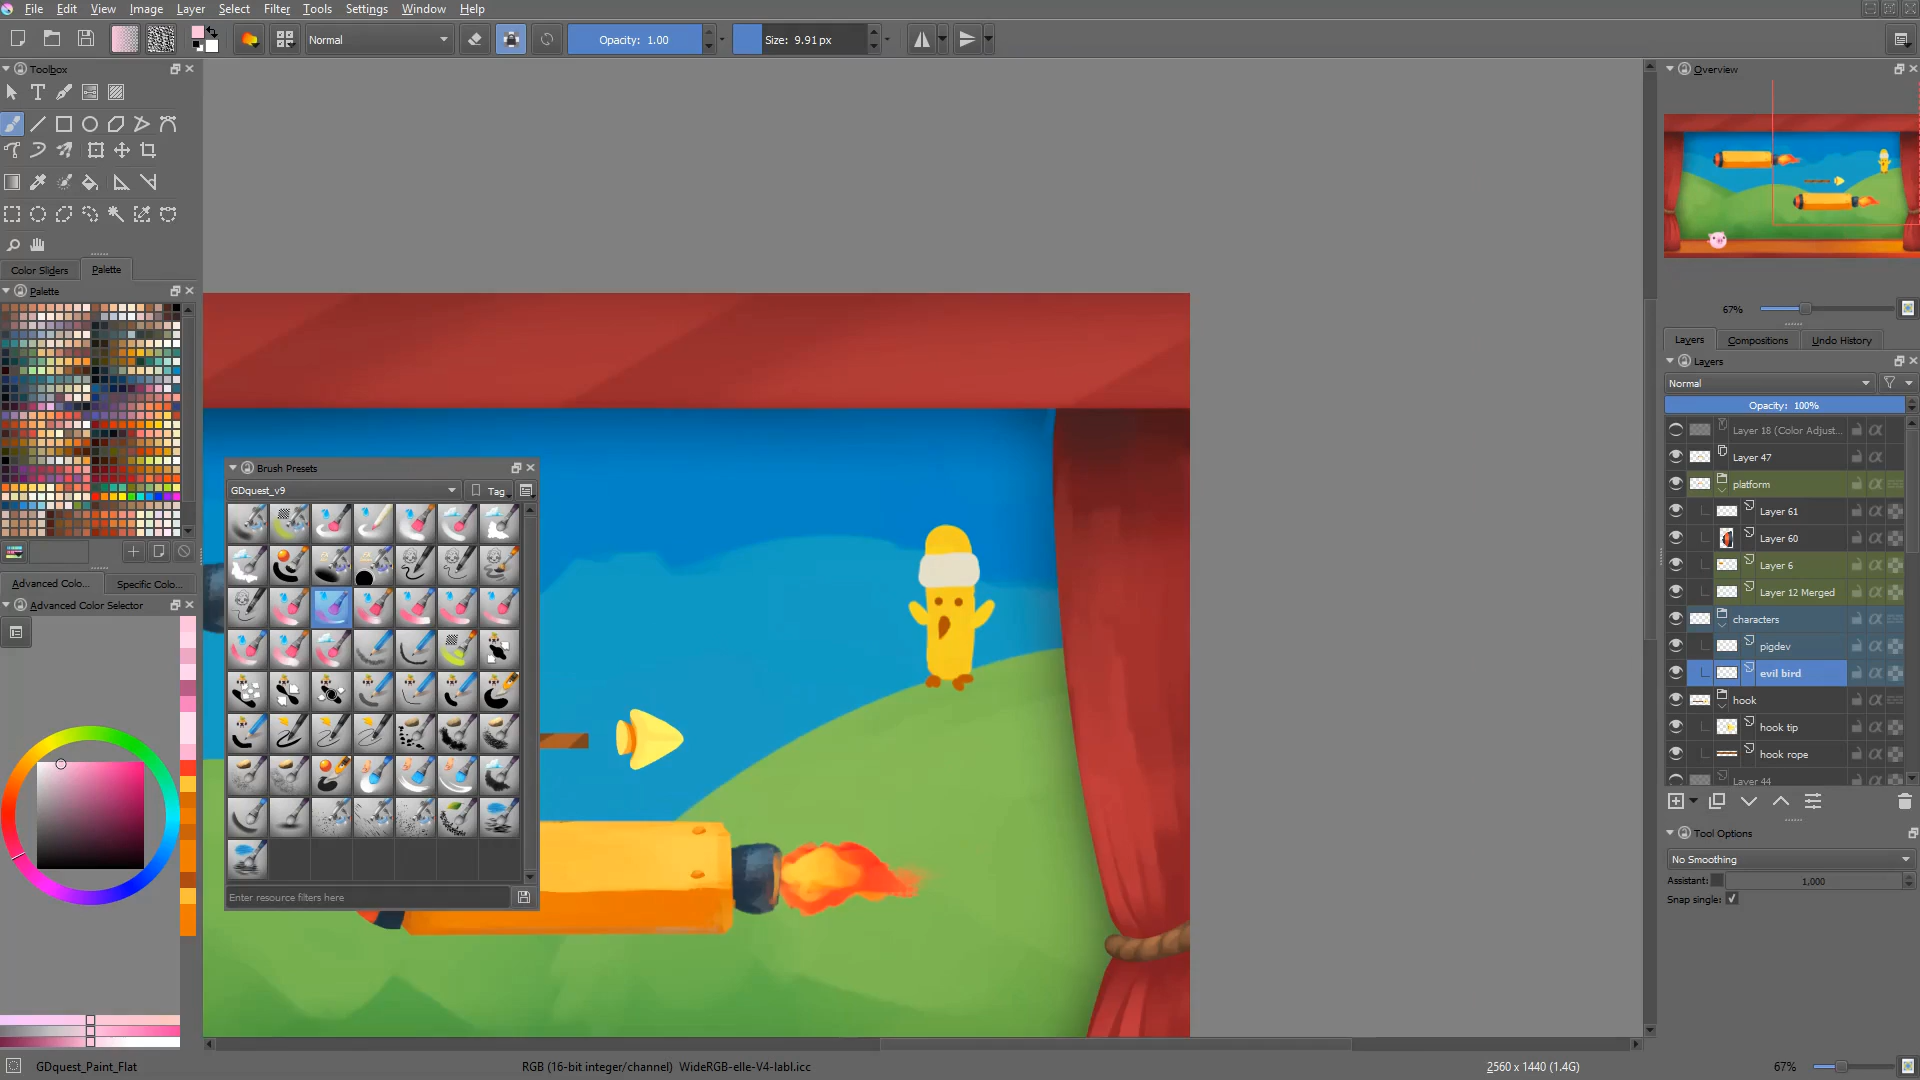 File Edit View Image Layer Select Filter Tools Settings Window Help
Normal
Opacity: 1.00
Size: 9.91 px
Toolbox
Overview
67%
Color Sliders
Palette
Palette
Layers
Compositions
Undo History
Layers
Normal
Opacity: 100%
Layer 18 (Color Adjust...
Layer 47
platform
Layer 61
Layer 60
Layer 6
Layer 12 Merged
characters
pigdev
evil bird
hook
hook tip
hook rope
Layer 44
Brush Presets
GDquest_v9
Tag
Enter resource filters here
Advanced Colo...
Specific Colo...
Advanced Color Selector
Tool Options
No Smoothing
Assistant:
1,000
Snap single:
GDquest_Paint_Flat
RGB (16-bit integer/channel) WideRGB-elle-V4-labl.icc
2560 x 1440 (1.4G)
67%